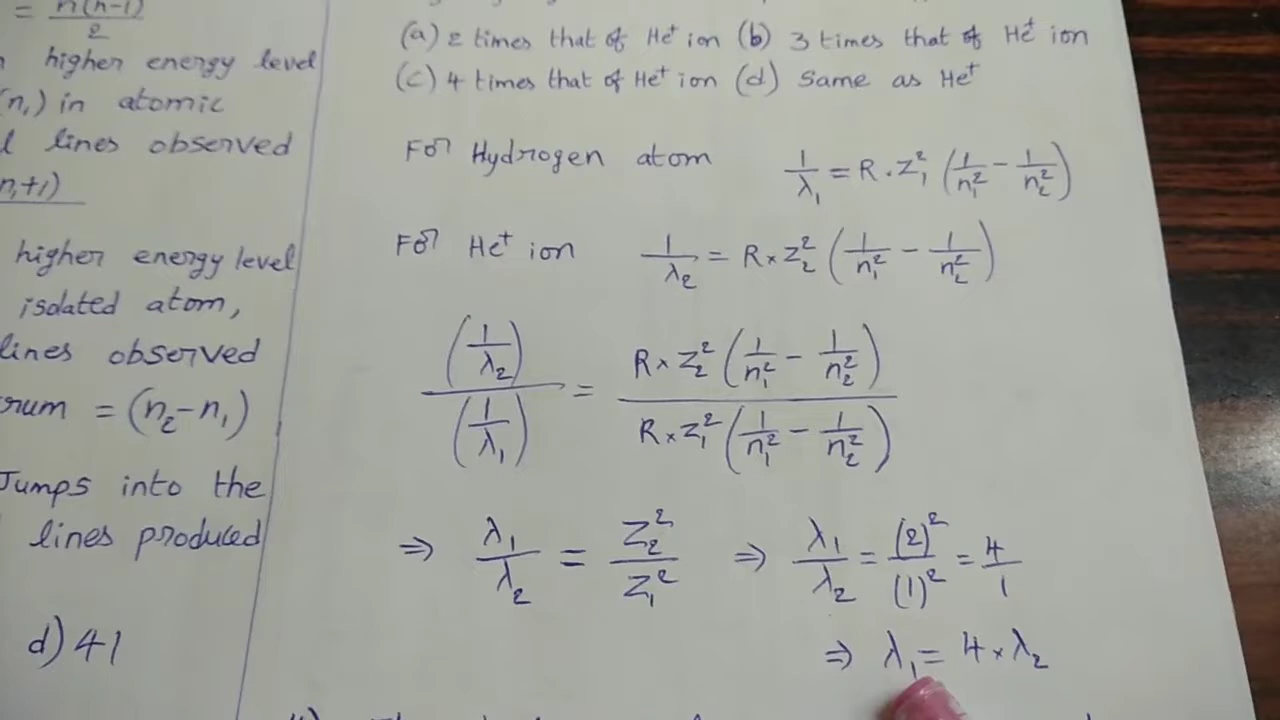 = n(n-1)/2
higher energy level
(n₁) in atomic
lines observed
n₁+1)
higher energy level
isolated atom,
lines observed
rum = (n₂-n₁)
Jumps into the
lines produced
d) 41
(a) 2 times that of He⁺ ion (b) 3 times that of He⁺ ion
(c) 4 times that of He⁺ ion (d) Same as He⁺
For Hydrogen atom 1/λ₁ = R.Z₁² (1/n₁² - 1/n₂²)
For He⁺ ion 1/λ₂ = R×Z₂² (1/n₁² - 1/n₂²)
(1/λ₂)/(1/λ₁) = R×Z₂² (1/n₁² - 1/n₂²) / R×Z₁² (1/n₁² - 1/n₂²)
⇒ λ₁/λ₂ = Z₂²/Z₁² ⇒ λ₁/λ₂ = (2)²/(1)² = 4/1
⇒ λ₁ = 4×λ₂